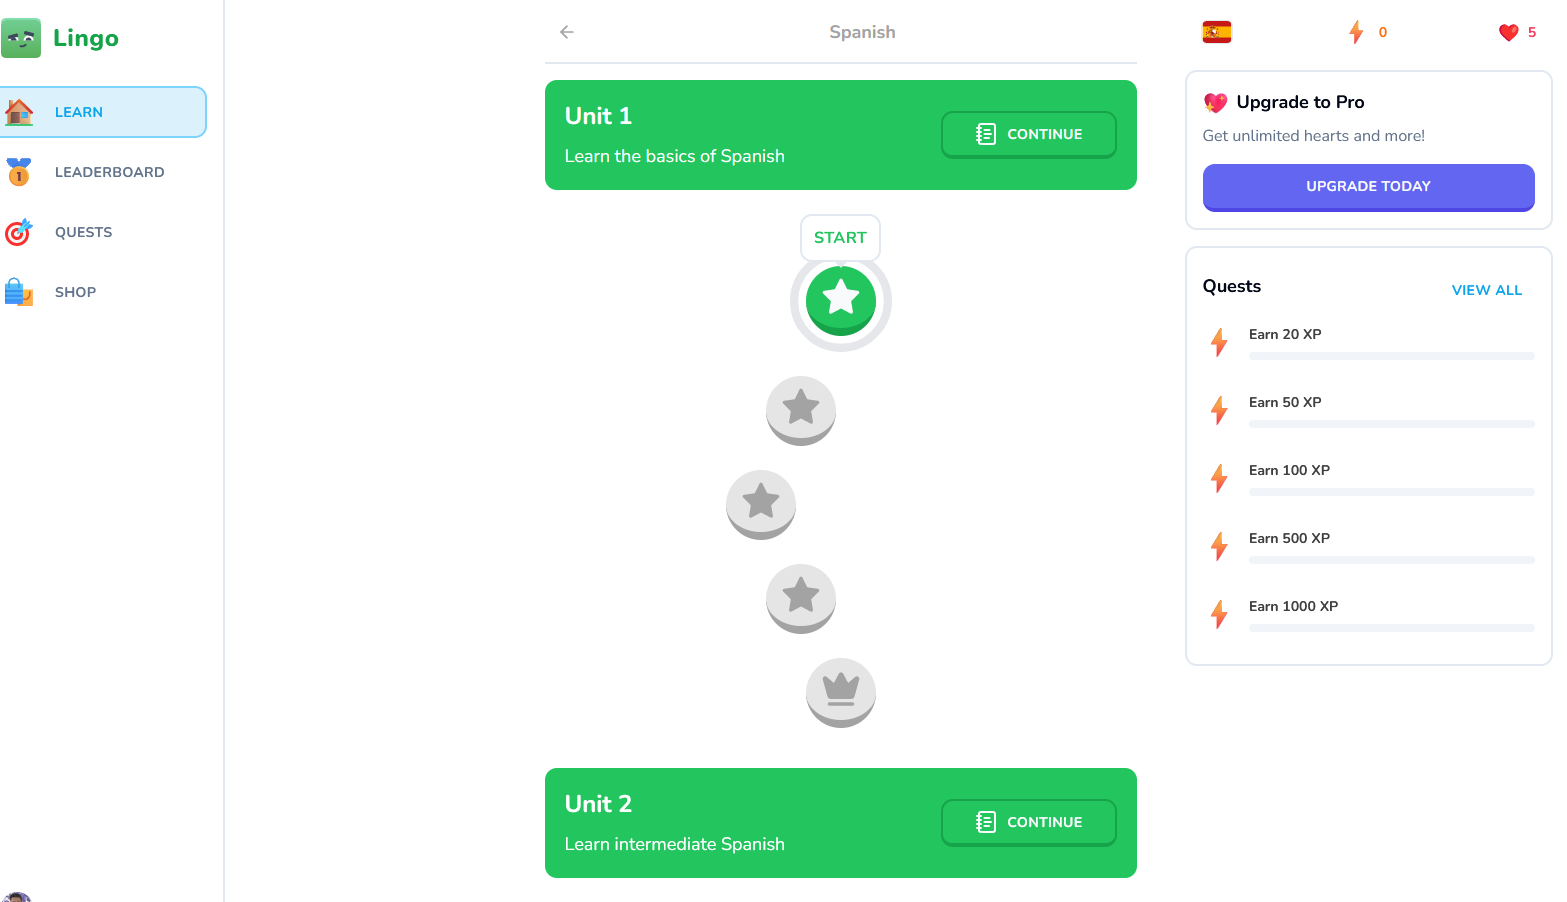 Lingo
LEARN
LEADERBOARD
QUESTS
SHOP
Spanish
Unit 1
Learn the basics of Spanish
CONTINUE
START
Unit 2
Learn intermediate Spanish
CONTINUE
0
5
Upgrade to Pro
Get unlimited hearts and more!
UPGRADE TODAY
Quests
VIEW ALL
Earn 20 XP
Earn 50 XP
Earn 100 XP
Earn 500 XP
Earn 1000 XP